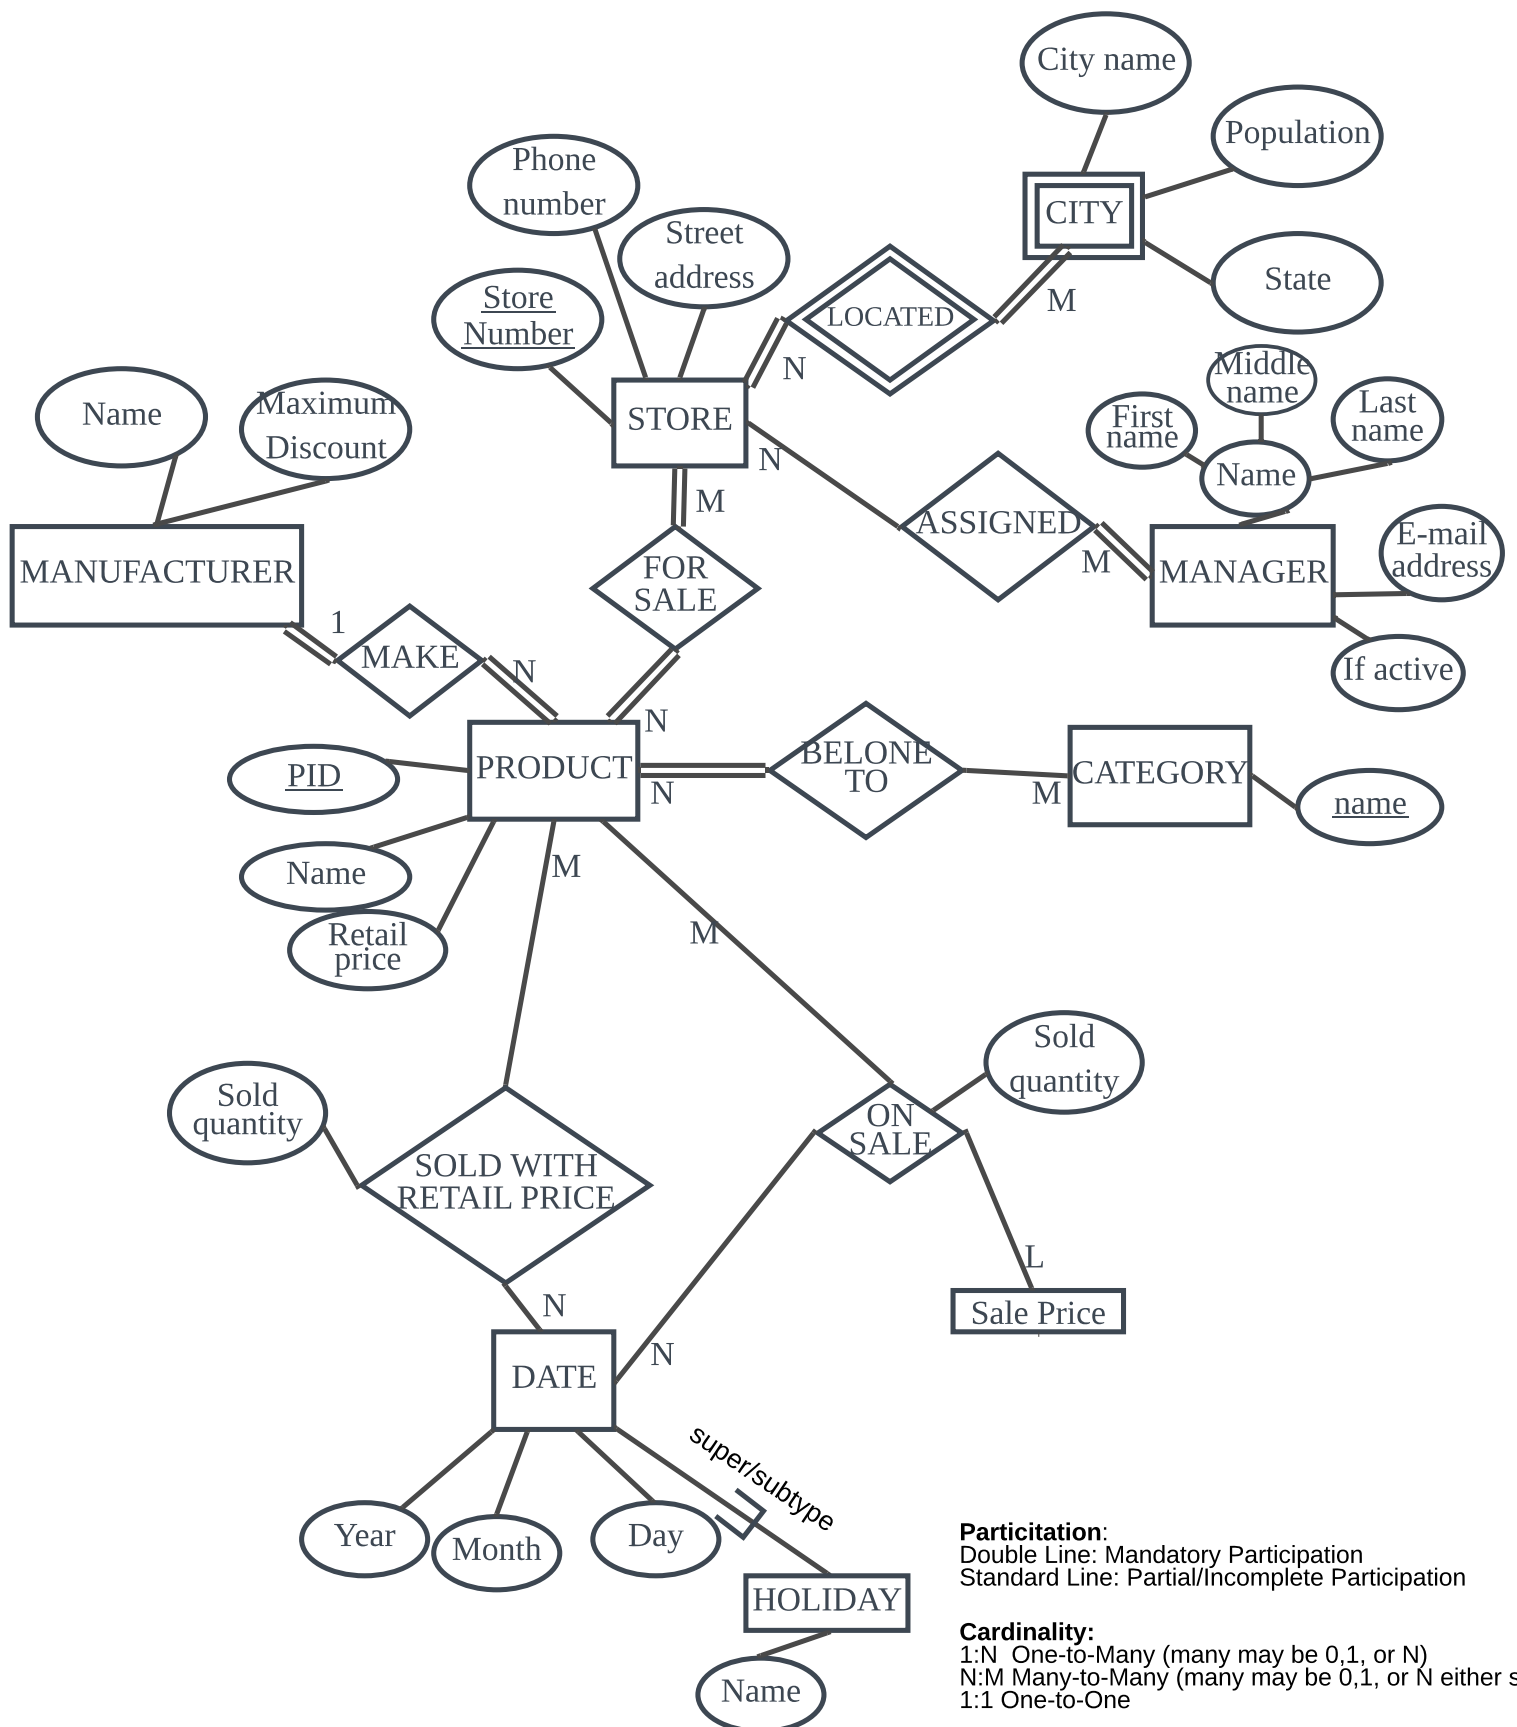 City name
Population
Phone
number
Street
address
CITY
State
Store
Number
LOCATED
M
N
Middle
name
First
name
Last
name
Name
Name
Maximum
Discount
STORE
N
M
ASSIGNED
M
E-mail
address
MANUFACTURER
FOR
SALE
MANAGER
1
MAKE
N
If active
N
PID
PRODUCT
N
BELONE
TO
M
CATEGORY
name
Name
M
Retail
price
M
Sold
quantity
Sold
quantity
ON
SALE
SOLD WITH
RETAIL PRICE
L
N
Sale Price
N
DATE
super/subtype
Year
Month
Day
HOLIDAY
Name
Particitation:
Double Line: Mandatory Participation
Standard Line: Partial/Incomplete Participation
Cardinality:
1:N One-to-Many (many may be 0,1, or N)
N:M Many-to-Many (many may be 0,1, or N either s
1:1 One-to-One